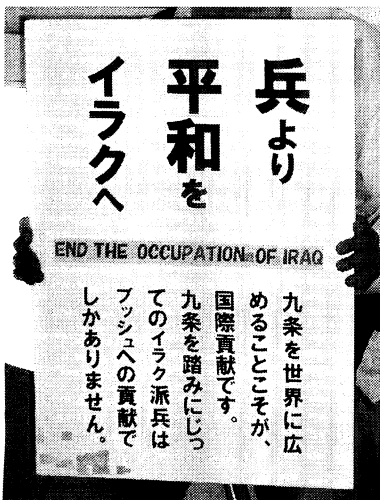 兵より
平和を
イラクへ
END THE OCCUPATION OF IRAQ
九条を世界に広
めることこそが、
国際貢献です。
九条を踏みにじっ
てのイラク派兵は
ブッシュへの貢献で
しかありません。